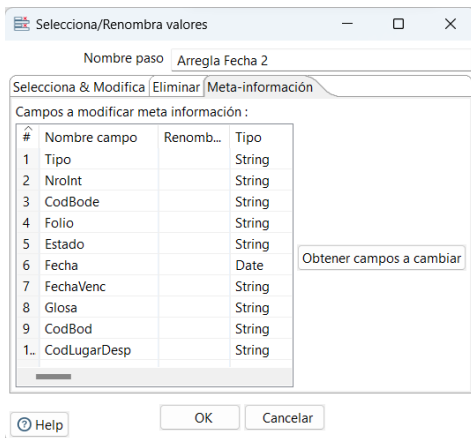 Selecciona/Renombra valores
Nombre paso Arregla Fecha 2
Selecciona & Modifica Eliminar Meta-información
Campos a modificar meta información :
# Nombre campo Renomb... Tipo
1 Tipo String
2 NroInt String
3 CodBode String
4 Folio String
5 Estado String
6 Fecha Date
7 FechaVenc String
8 Glosa String
9 CodBod String
1.. CodLugarDesp String
Obtener campos a cambiar
Help OK Cancelar